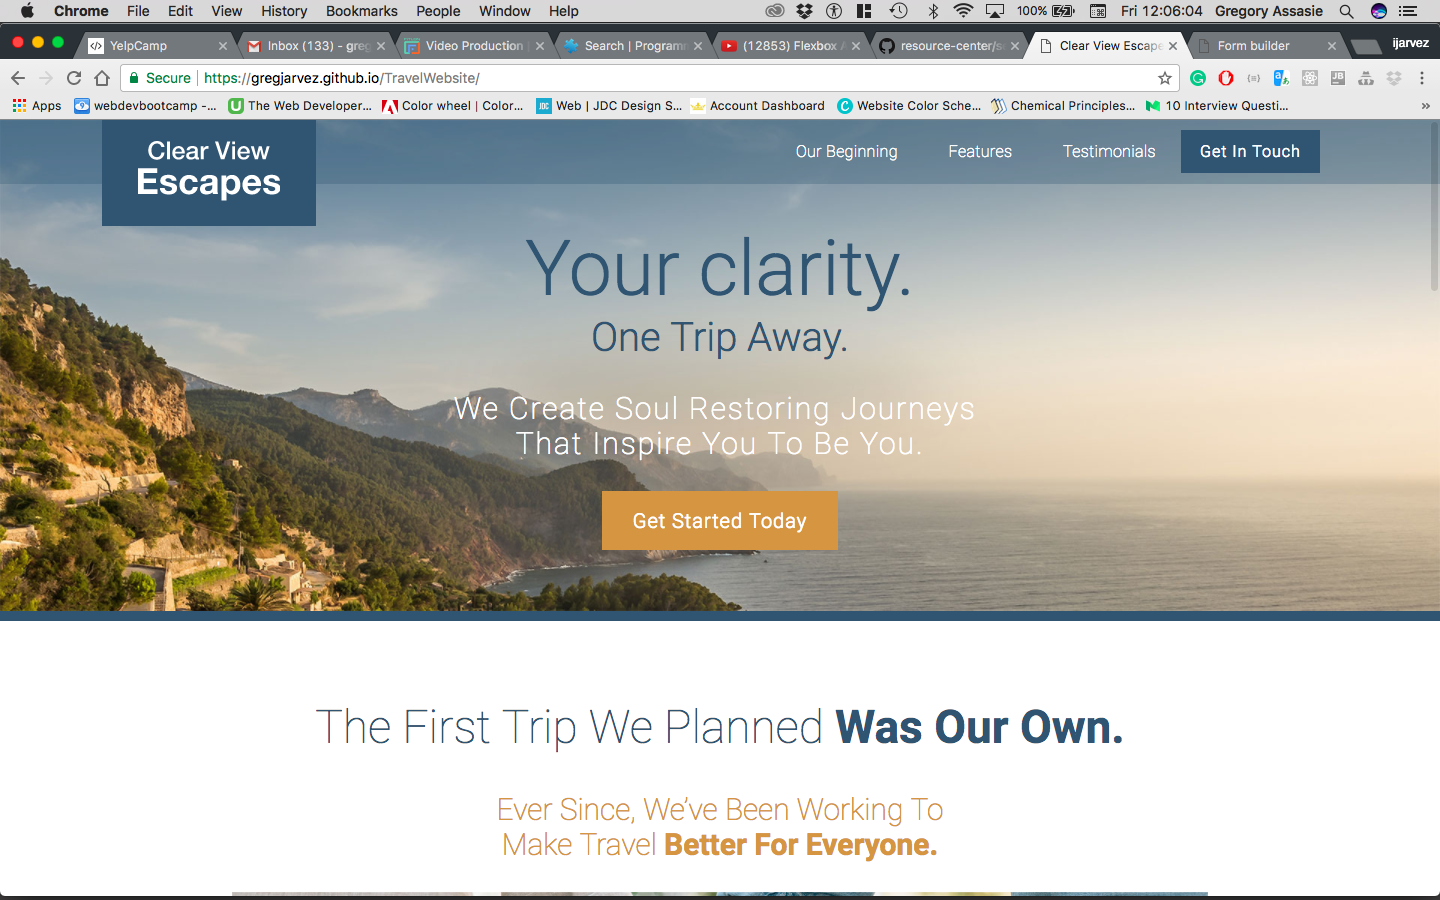 Chrome File Edit View History Bookmarks People Window Help 100% Fri 12:06:04 Gregory Assasie
YelpCamp Inbox (133) - greg Video Production Search | Program (12853) Flexbox resource-center/s Clear View Escape Form builder ijarvez
Secure https://gregjarvez.github.io/TravelWebsite/
Apps webdevbootcamp -... The Web Developer... Color wheel | Color... Web | JDC Design S... Account Dashboard Website Color Sche... Chemical Principles... 10 Interview Questi... »
Clear View
Escapes
Our Beginning Features Testimonials Get In Touch
Your clarity.
One Trip Away.
We Create Soul Restoring Journeys
That Inspire You To Be You.
Get Started Today
The First Trip We Planned Was Our Own.
Ever Since, We’ve Been Working To
Make Travel Better For Everyone.